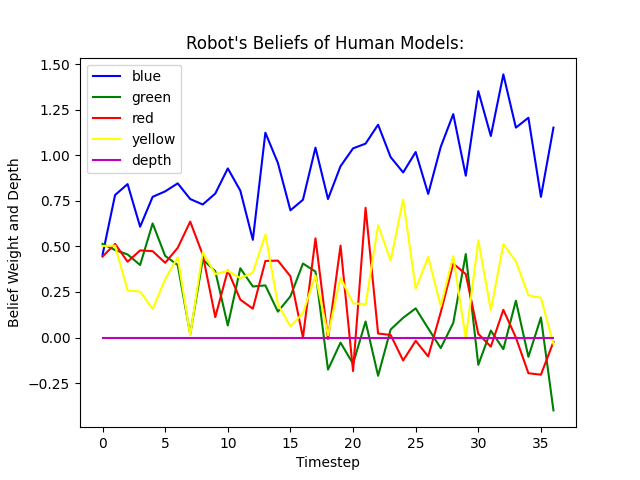 Robot's Beliefs of Human Models:
blue
green
red
yellow
depth
Belief Weight and Depth
1.50
1.25
1.00
0.75
0.50
0.25
0.00
−0.25
0 5 10 15 20 25 30 35
Timestep